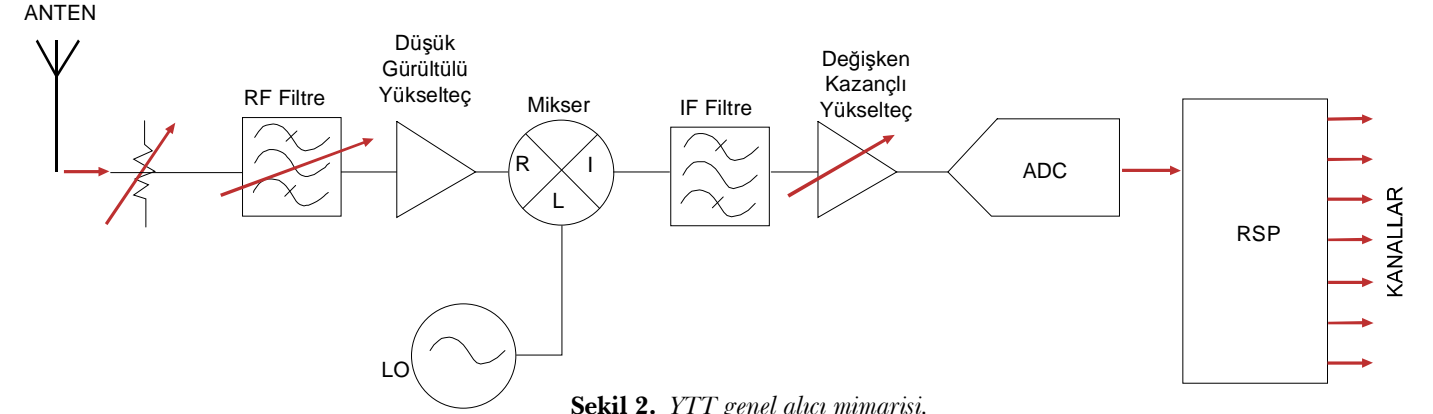 ANTEN
Düşük
Gürültülü
Yükselteç
RF Filtre
Mikser
R
I
L
IF Filtre
Değişken
Kazançlı
Yükselteç
ADC
RSP
KANALLAR
LO
Şekil 2. YTT genel alıcı mimarisi.